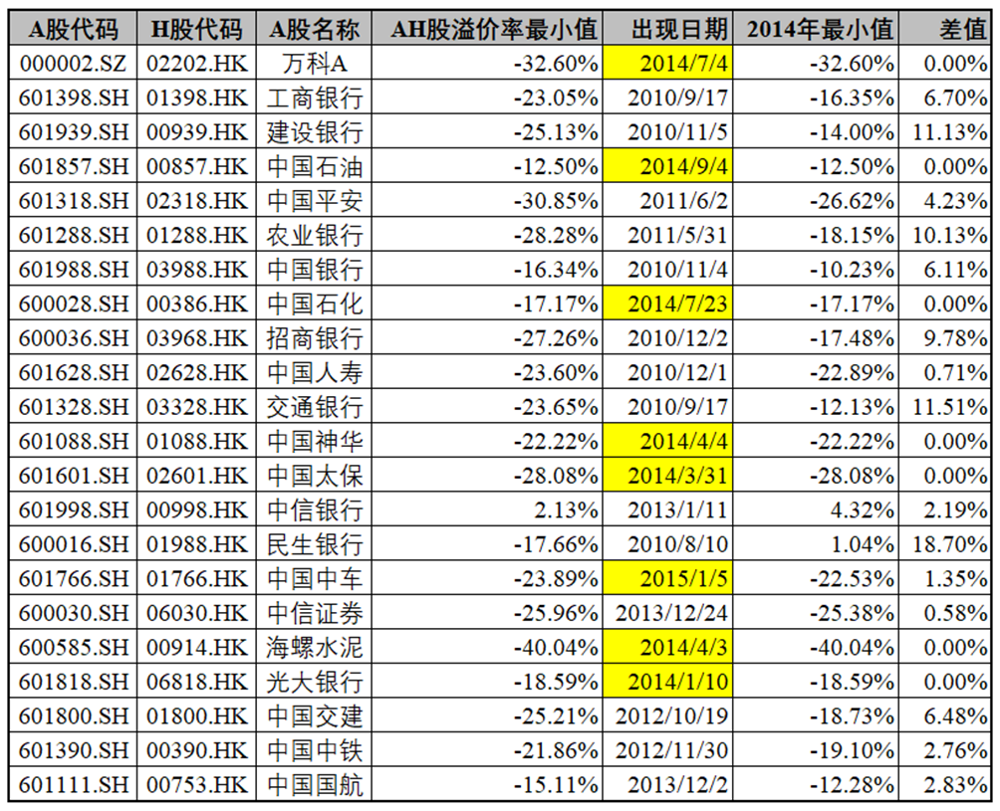 A股代码 H股代码 A股名称 AH股溢价率最小值 出现日期 2014年最小值 差值
000002.SZ 02202.HK 万科A -32.60% 2014/7/4 -32.60% 0.00%
601398.SH 01398.HK 工商银行 -23.05% 2010/9/17 -16.35% 6.70%
601939.SH 00939.HK 建设银行 -25.13% 2010/11/5 -14.00% 11.13%
601857.SH 00857.HK 中国石油 -12.50% 2014/9/4 -12.50% 0.00%
601318.SH 02318.HK 中国平安 -30.85% 2011/6/2 -26.62% 4.23%
601288.SH 01288.HK 农业银行 -28.28% 2011/5/31 -18.15% 10.13%
601988.SH 03988.HK 中国银行 -16.34% 2010/11/4 -10.23% 6.11%
600028.SH 00386.HK 中国石化 -17.17% 2014/7/23 -17.17% 0.00%
600036.SH 03968.HK 招商银行 -27.26% 2010/12/2 -17.48% 9.78%
601628.SH 02628.HK 中国人寿 -23.60% 2010/12/1 -22.89% 0.71%
601328.SH 03328.HK 交通银行 -23.65% 2010/9/17 -12.13% 11.51%
601088.SH 01088.HK 中国神华 -22.22% 2014/4/4 -22.22% 0.00%
601601.SH 02601.HK 中国太保 -28.08% 2014/3/31 -28.08% 0.00%
601998.SH 00998.HK 中信银行 2.13% 2013/1/11 4.32% 2.19%
600016.SH 01988.HK 民生银行 -17.66% 2010/8/10 1.04% 18.70%
601766.SH 01766.HK 中国中车 -23.89% 2015/1/5 -22.53% 1.35%
600030.SH 06030.HK 中信证券 -25.96% 2013/12/24 -25.38% 0.58%
600585.SH 00914.HK 海螺水泥 -40.04% 2014/4/3 -40.04% 0.00%
601818.SH 06818.HK 光大银行 -18.59% 2014/1/10 -18.59% 0.00%
601800.SH 01800.HK 中国交建 -25.21% 2012/10/19 -18.73% 6.48%
601390.SH 00390.HK 中国中铁 -21.86% 2012/11/30 -19.10% 2.76%
601111.SH 00753.HK 中国国航 -15.11% 2013/12/2 -12.28% 2.83%